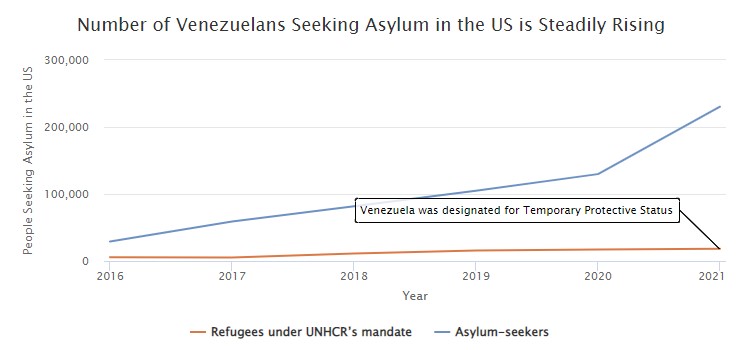 Number of Venezuelans Seeking Asylum in the US is Steadily Rising
People Seeking Asylum in the US
300,000
200,000
100,000
0
Venezuela was designated for Temporary Protective Status
2016 2017 2018 2019 2020 2021
Year
Refugees under UNHCR's mandate Asylum-seekers